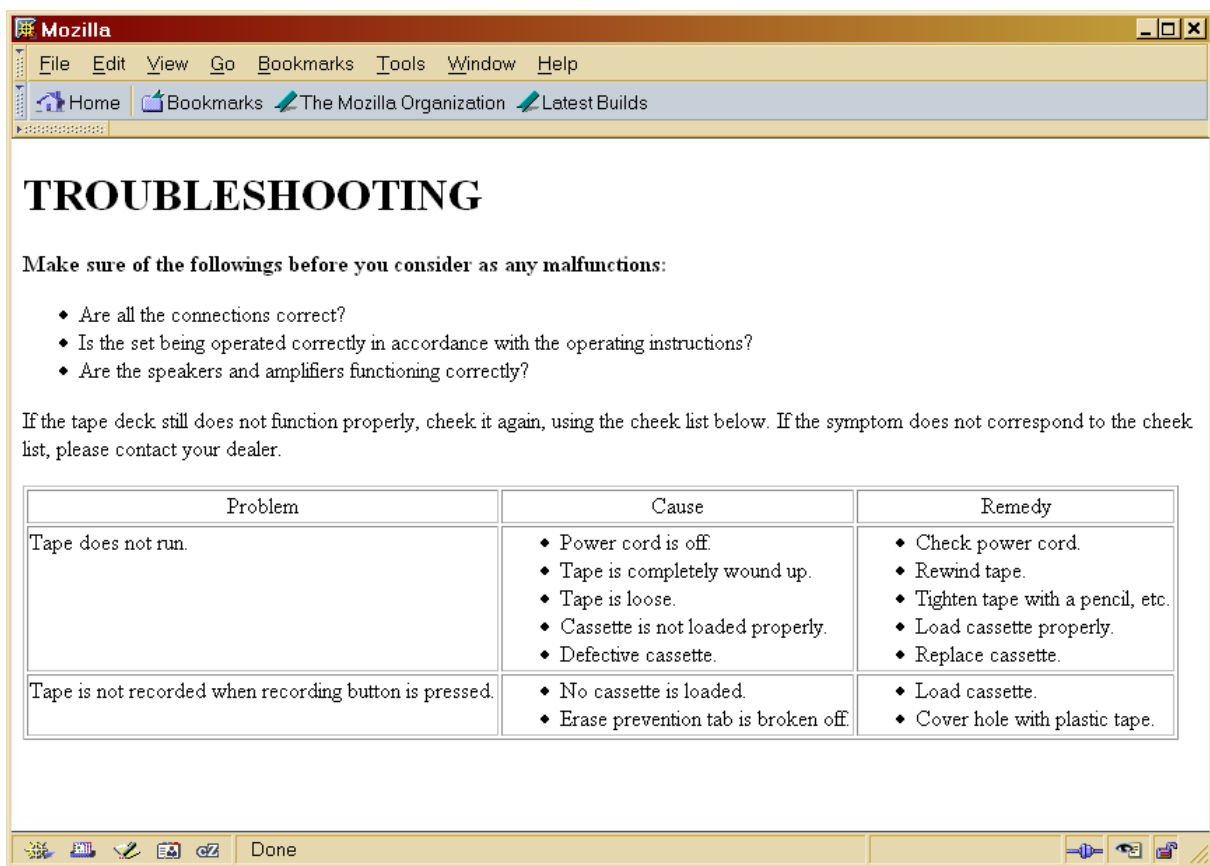 Mozilla
File Edit View Go Bookmarks Tools Window Help
Home Bookmarks The Mozilla Organization Latest Builds
TROUBLESHOOTING
Make sure of the followings before you consider as any malfunctions:
Are all the connections correct?
Is the set being operated correctly in accordance with the operating instructions?
Are the speakers and amplifiers functioning correctly?
If the tape deck still does not function properly, cheek it again, using the cheek list below. If the symptom does not correspond to the cheek
list, please contact your dealer.
Problem Cause Remedy
Tape does not run. Power cord is off. Check power cord.
Tape is completely wound up. Rewind tape.
Tape is loose. Tighten tape with a pencil, etc.
Cassette is not loaded properly. Load cassette properly.
Defective cassette. Replace cassette.
Tape is not recorded when recording button is pressed. No cassette is loaded. Load cassette.
Erase prevention tab is broken off. Cover hole with plastic tape.
cZ Done